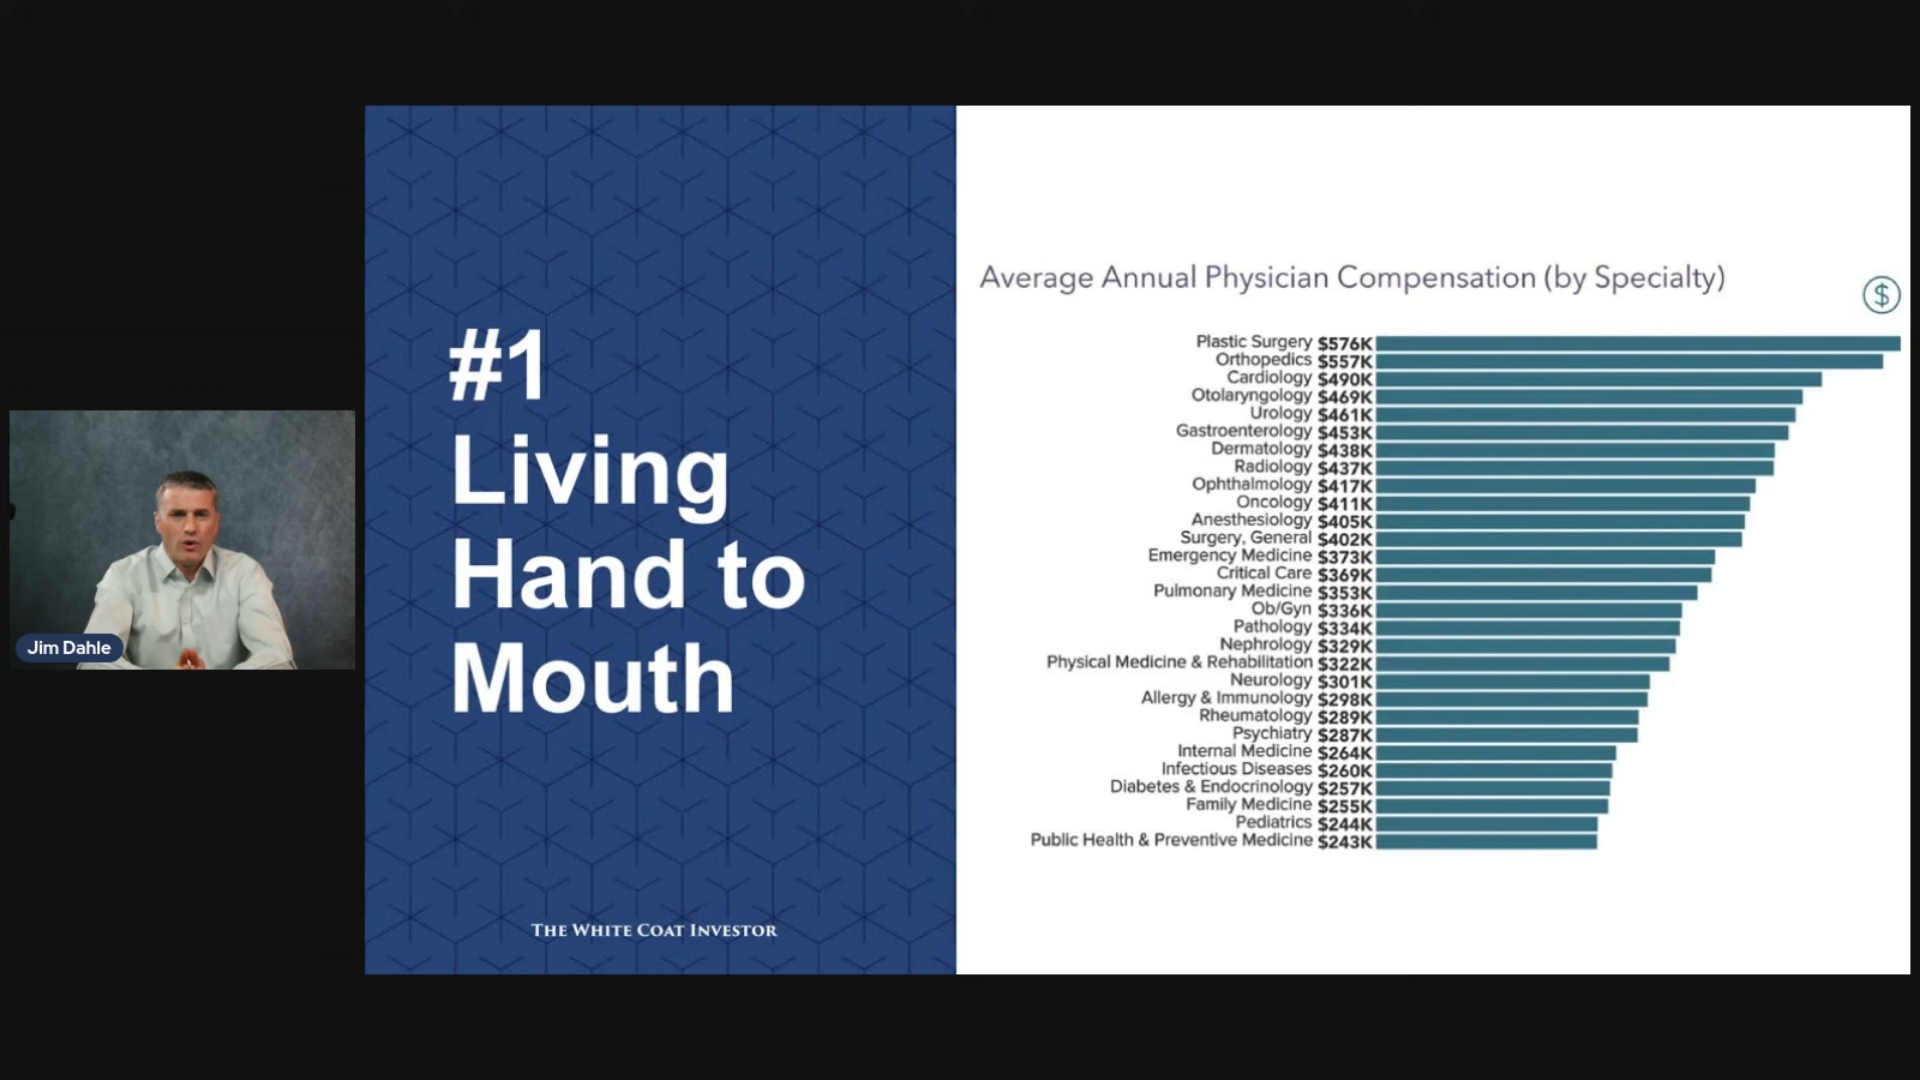 #1
Living
Hand to
Mouth
THE WHITE COAT INVESTOR
Jim Dahle
Average Annual Physician Compensation (by Specialty)
$
Plastic Surgery $576K
Orthopedics $557K
Cardiology $490K
Otolaryngology $469K
Urology $461K
Gastroenterology $453K
Dermatology $438K
Radiology $437K
Ophthalmology $417K
Oncology $411K
Anesthesiology $405K
Surgery, General $402K
Emergency Medicine $373K
Critical Care $369K
Pulmonary Medicine $353K
Ob/Gyn $336K
Pathology $334K
Nephrology $329K
Physical Medicine & Rehabilitation $322K
Neurology $301K
Allergy & Immunology $298K
Rheumatology $289K
Psychiatry $287K
Internal Medicine $264K
Infectious Diseases $260K
Diabetes & Endocrinology $257K
Family Medicine $255K
Pediatrics $244K
Public Health & Preventive Medicine $243K